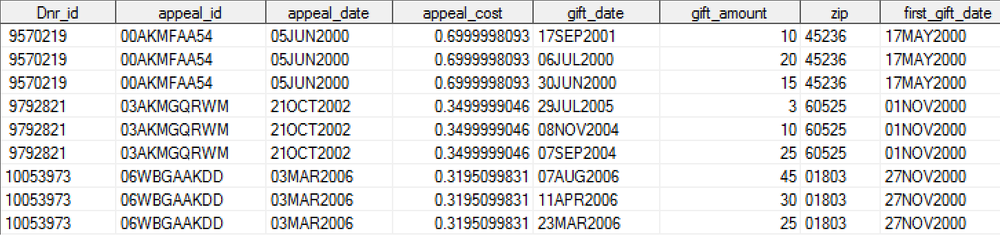 Dnr_id appeal_id appeal_date appeal_cost gift_date gift_amount zip first_gift_date
9570219 00AKMFAA54 05JUN2000 0.6999998093 17SEP2001 10 45236 17MAY2000
9570219 00AKMFAA54 05JUN2000 0.6999998093 06JUL2000 20 45236 17MAY2000
9570219 00AKMFAA54 05JUN2000 0.6999998093 30JUN2000 15 45236 17MAY2000
9792821 03AKMGQRWM 21OCT2002 0.3499999046 29JUL2005 3 60525 01NOV2000
9792821 03AKMGQRWM 21OCT2002 0.3499999046 08NOV2004 10 60525 01NOV2000
9792821 03AKMGQRWM 21OCT2002 0.3499999046 07SEP2004 25 60525 01NOV2000
10053973 06WBGAAKDD 03MAR2006 0.3195099831 07AUG2006 45 01803 27NOV2000
10053973 06WBGAAKDD 03MAR2006 0.3195099831 11APR2006 30 01803 27NOV2000
10053973 06WBGAAKDD 03MAR2006 0.3195099831 23MAR2006 25 01803 27NOV2000